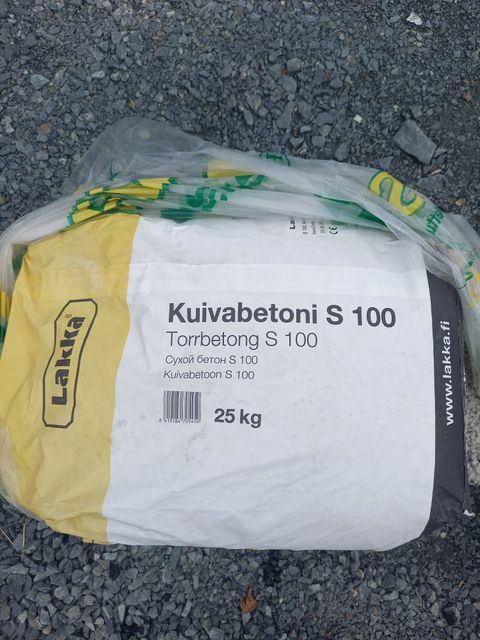 Lakka
Kuivabetoni S 100
Torrbetong S 100
Сухой бетон S 100
Kuivabetoon S 100
25 kg
www.lakka.fi